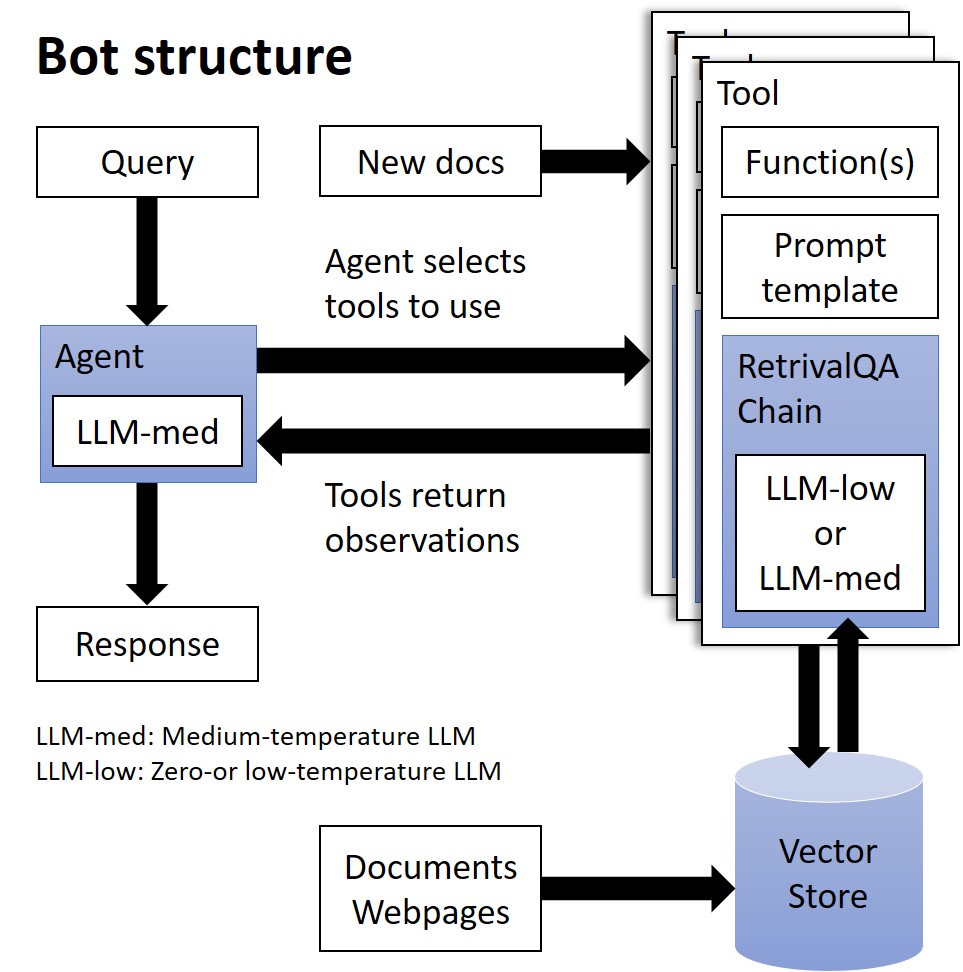 Bot structure
Query
New docs
Agent selects
tools to use
Agent
LLM-med
Tools return
observations
Response
LLM-med: Medium-temperature LLM
LLM-low: Zero-or low-temperature LLM
Tool
Function(s)
Prompt
template
RetrivalQA
Chain
LLM-low
or
LLM-med
Documents
Webpages
Vector
Store